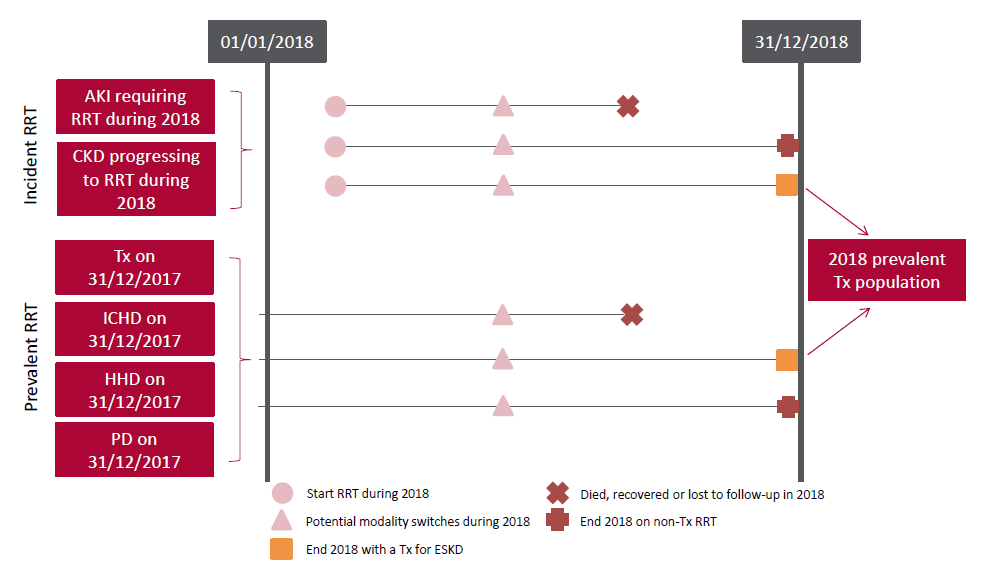 01/01/2018
31/12/2018
Incident RRT
AKI requiring
RRT during 2018
CKD progressing
to RRT during
2018
Prevalent RRT
Tx on
31/12/2017
ICHD on
31/12/2017
HHD on
31/12/2017
PD on
31/12/2017
2018 prevalent
Tx population
Start RRT during 2018
Potential modality switches during 2018
End 2018 with a Tx for ESKD
Died, recovered or lost to follow-up in 2018
End 2018 on non-Tx RRT